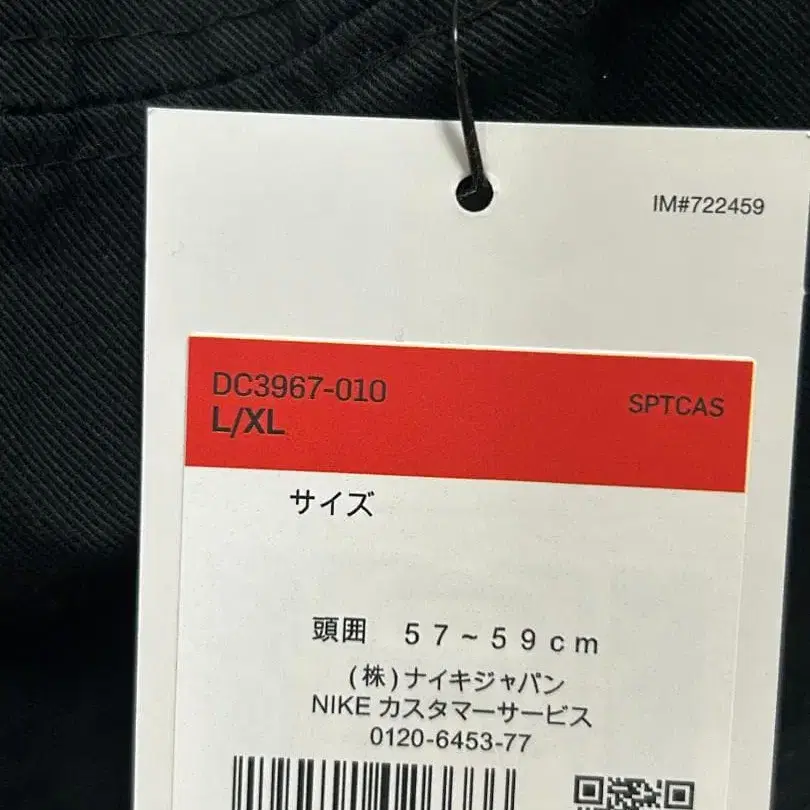 IM#722459
DC3967-010
L/XL
SPTCAS
サイズ
頭囲 57~59cm
(株)ナイキジャパン
NIKE カスタマーサービス
0120-6453-77